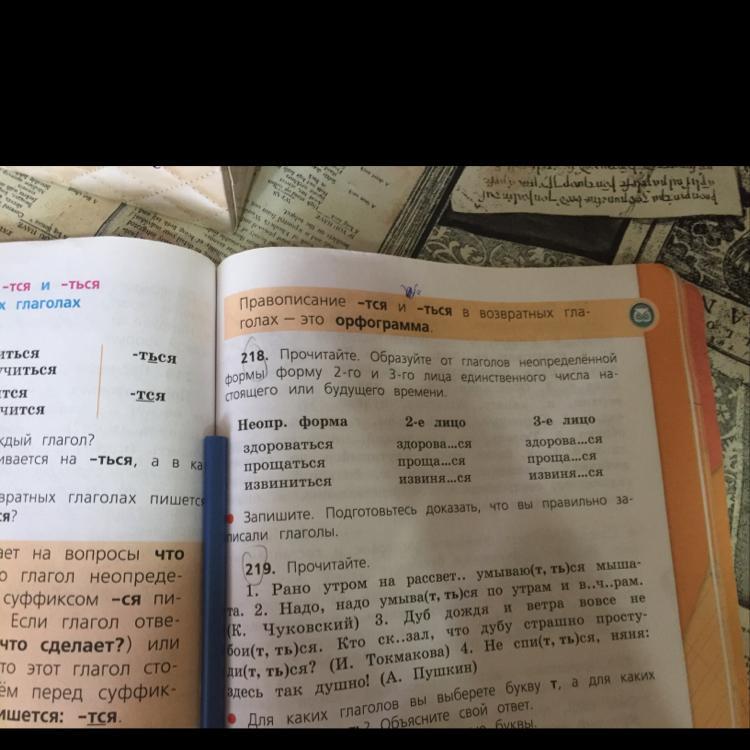 -тся и -ться
х глаголах
иться
учиться
-ться
ится
чится
-тся
ждый глагол?
ивается на -ться, а в ка
звратных глаголах пишется
ся?
ает на вопросы что
о глагол неопреде-
суффиксом -ся пи-
Если глагол отве-
что сделает?) или
то этот глагол сто-
ём перед суффик-
ишется: -тся.
Правописание -тся и -ться в возвратных гла-
голах — это орфограмма.
218. Прочитайте. Образуйте от глаголов неопределённой
формы форму 2-го и 3-го лица единственного числа на-
стоящего или будущего времени.
Неопр. форма 2-е лицо 3-е лицо
здороваться здорова...ся здорова...ся
прощаться проща...ся проща...ся
извиниться извиня...ся извиня...ся
Запишите. Подготовьтесь доказать, что вы правильно за-
писали глаголы.
219. Прочитайте.
1. Рано утром на рассвет.. умываю(т, ть)ся мыша-
та. 2. Надо, надо умыва(т, ть)ся по утрам и в..ч..рам.
(К. Чуковский) 3. Дуб дождя и ветра вовсе не
бои(т, ть)ся. Кто ск..зал, что дубу страшно просту-
ди(т, ть)ся? (И. Токмакова) 4. Не спи(т, ть)ся, няня:
здесь так душно! (А. Пушкин)
Для каких глаголов вы выберете букву т, а для каких
ть? Объясните свой ответ.
буквы.